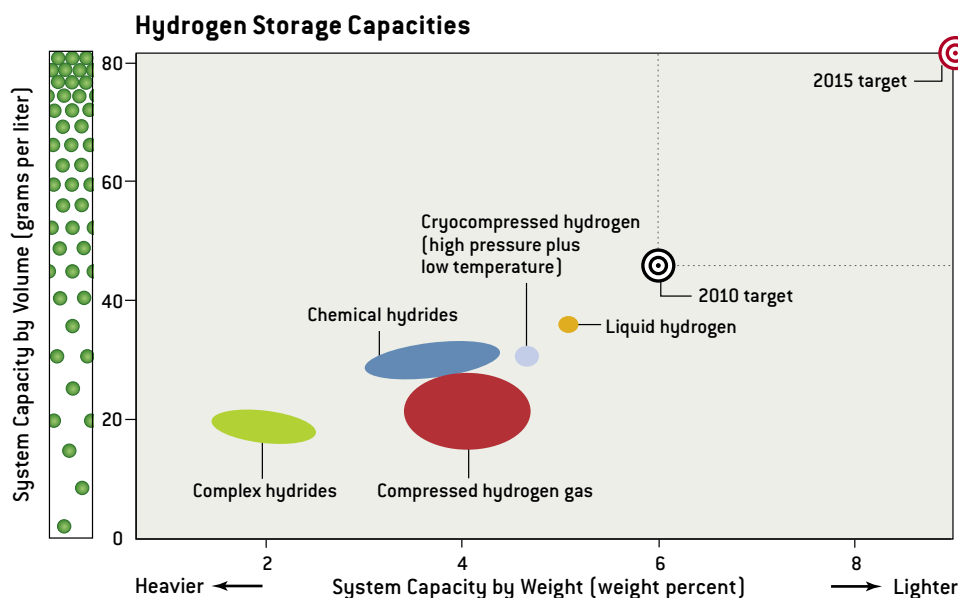 Hydrogen Storage Capacities
System Capacity by Volume (grams per liter)
80
60
40
20
0
2015 target
Cryocompressed hydrogen
(high pressure plus
low temperature)
2010 target
Chemical hydrides
Liquid hydrogen
Complex hydrides
Compressed hydrogen gas
2
4
6
8
Heavier
System Capacity by Weight (weight percent)
Lighter